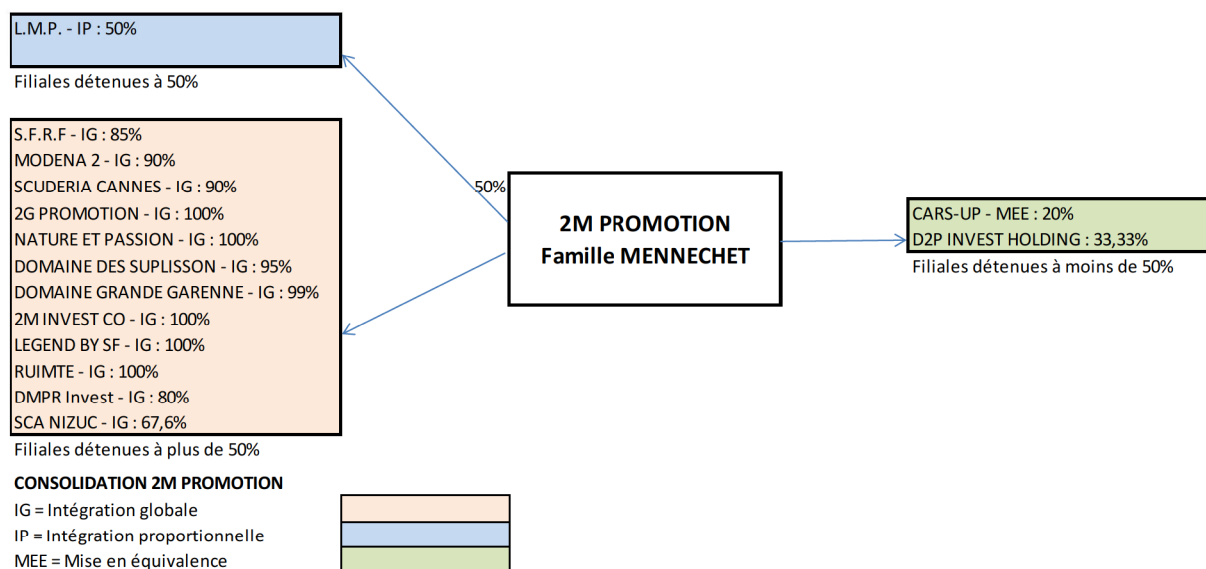 L.M.P. - IP : 50%
Filiales détenues à 50%
S.F.R.F - IG : 85%
MODENA 2 - IG : 90%
SCUDERIA CANNES - IG : 90%
2G PROMOTION - IG : 100%
NATURE ET PASSION - IG : 100%
DOMAINE DES SUPLISSON - IG : 95%
DOMAINE GRANDE GARENNE - IG : 99%
2M INVEST CO - IG : 100%
LEGEND BY SF - IG : 100%
RUIMTE - IG : 100%
DMPR Invest - IG : 80%
SCA NIZUC - IG : 67,6%
Filiales détenues à plus de 50%
50%
2M PROMOTION
Famille MENNECHET
CARS-UP - MEE : 20%
D2P INVEST HOLDING : 33,33%
Filiales détenues à moins de 50%
CONSOLIDATION 2M PROMOTION
IG = Intégration globale
IP = Intégration proportionnelle
MEE = Mise en équivalence